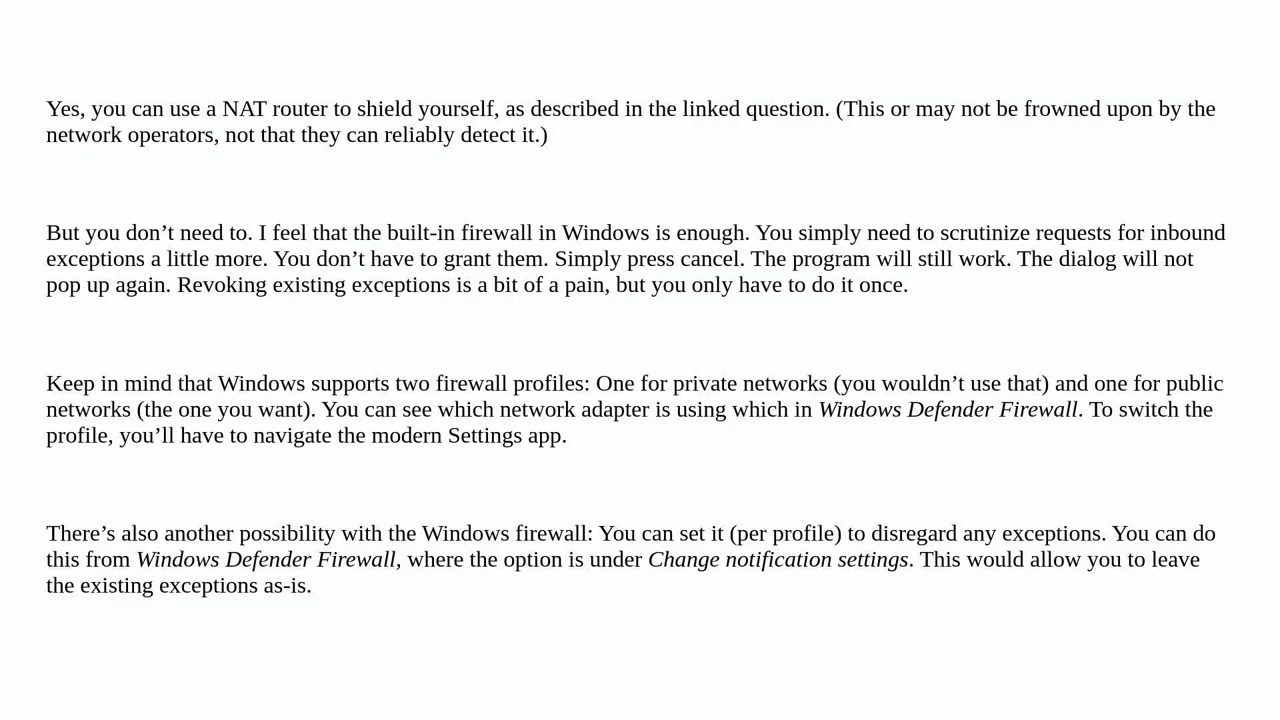 Yes, you can use a NAT router to shield yourself, as described in the linked question. (This or may not be frowned upon by the
network operators, not that they can reliably detect it.)
But you don’t need to. I feel that the built-in firewall in Windows is enough. You simply need to scrutinize requests for inbound
exceptions a little more. You don’t have to grant them. Simply press cancel. The program will still work. The dialog will not
pop up again. Revoking existing exceptions is a bit of a pain, but you only have to do it once.
Keep in mind that Windows supports two firewall profiles: One for private networks (you wouldn’t use that) and one for public
networks (the one you want). You can see which network adapter is using which in Windows Defender Firewall. To switch the
profile, you’ll have to navigate the modern Settings app.
There’s also another possibility with the Windows firewall: You can set it (per profile) to disregard any exceptions. You can do
this from Windows Defender Firewall, where the option is under Change notification settings. This would allow you to leave
the existing exceptions as-is.